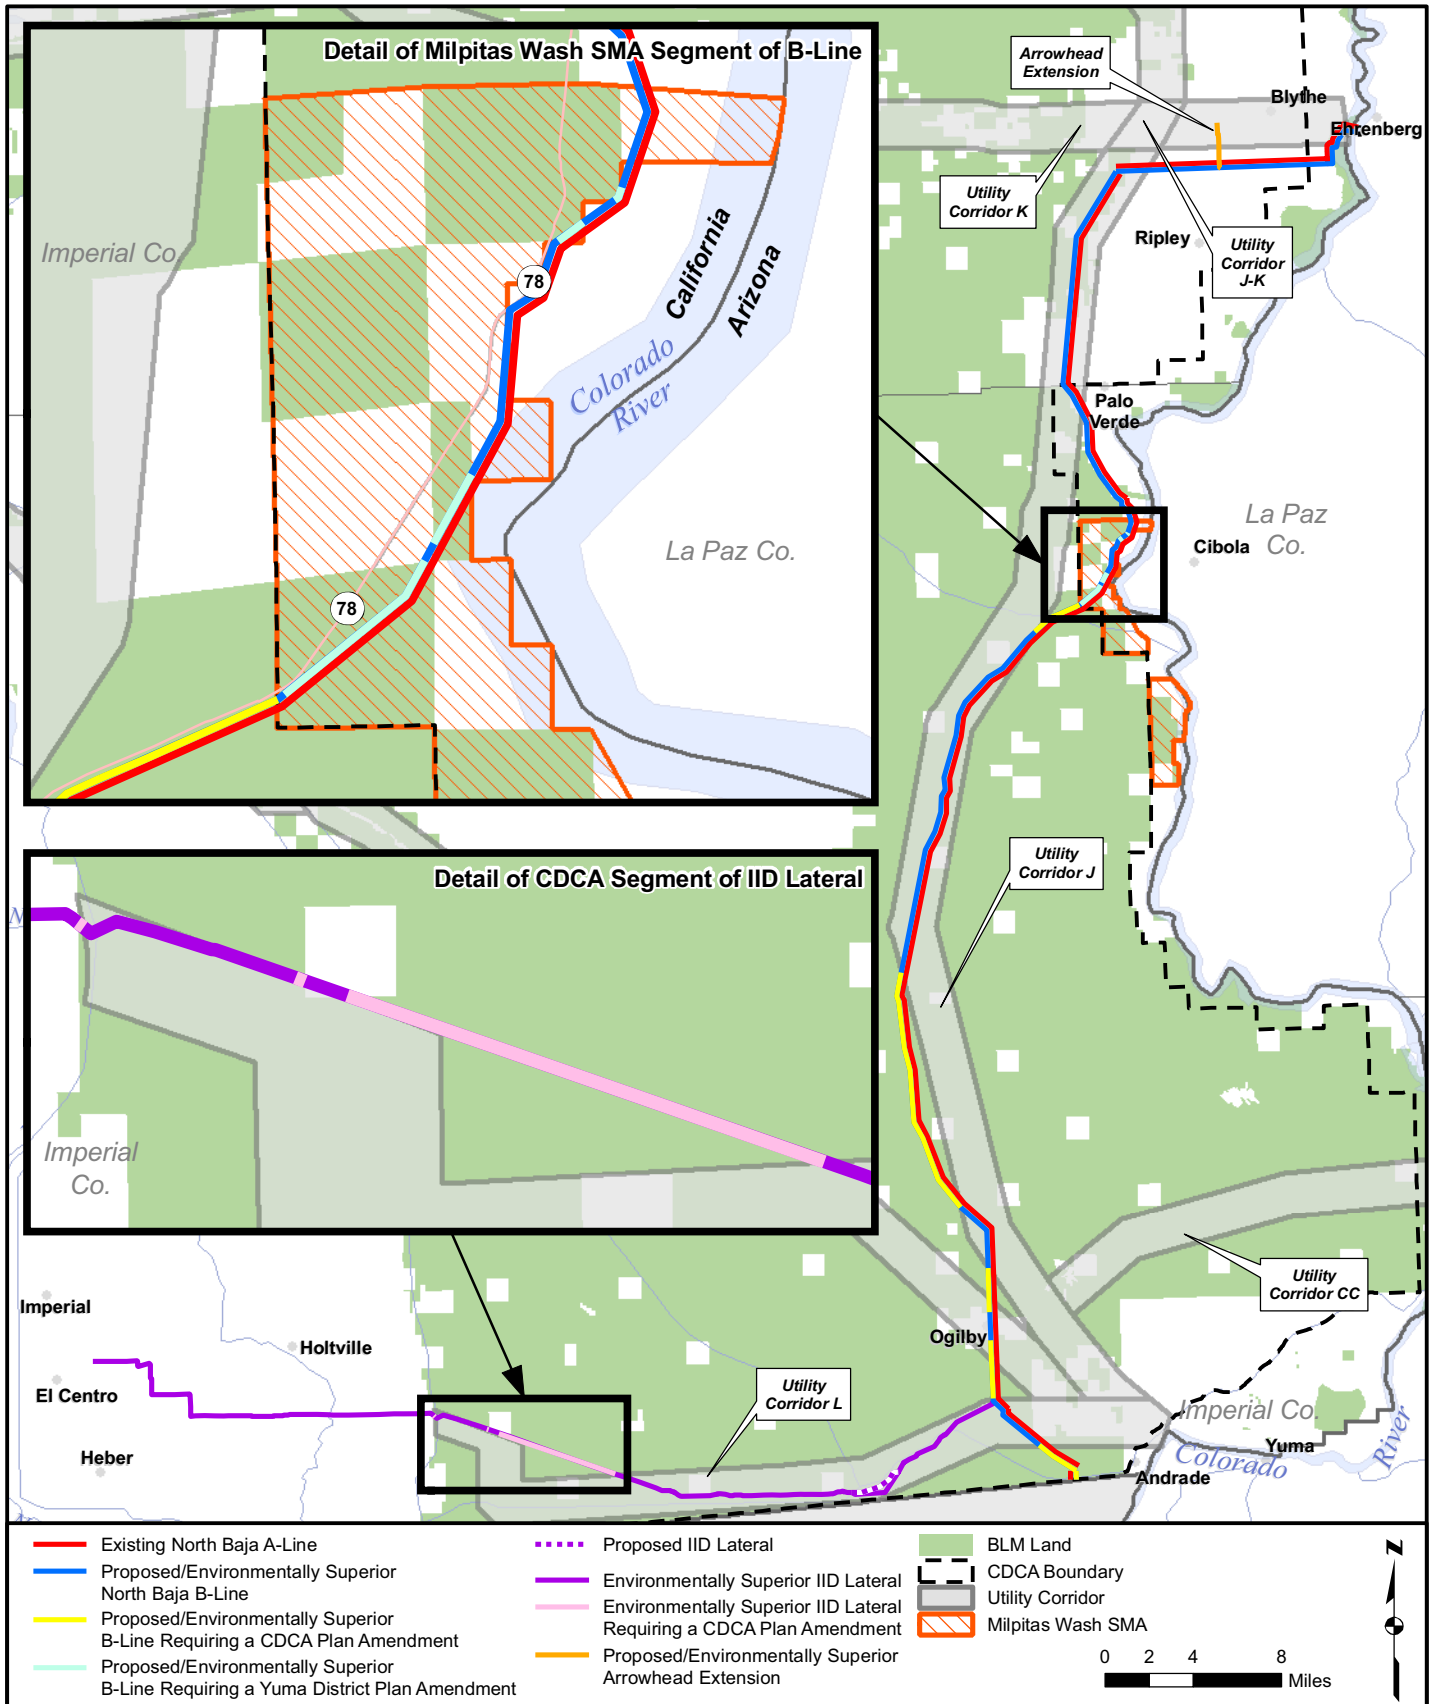 Detail of Milpitas Wash SMA Segment of B-Line
Imperial Co.
78
78
California
Arizona
Colorado
River
La Paz Co.
Arrowhead
Extension
Blythe
Ehrenberg
Utility
Corridor K
Ripley
Utility
Corridor
J-K
Palo
Verde
La Paz
Co.
Cibola
Utility
Corridor J
Detail of CDCA Segment of IID Lateral
Imperial
Co.
Utility
Corridor CC
Imperial
Holtville
El Centro
Heber
Ogilby
Utility
Corridor L
Imperial Co.
Yuma
Colorado
River
Andrade
Existing North Baja A-Line
Proposed/Environmentally Superior
North Baja B-Line
Proposed/Environmentally Superior
B-Line Requiring a CDCA Plan Amendment
Proposed/Environmentally Superior
B-Line Requiring a Yuma District Plan Amendment
Proposed IID Lateral
Environmentally Superior IID Lateral
Environmentally Superior IID Lateral
Requiring a CDCA Plan Amendment
Proposed/Environmentally Superior
Arrowhead Extension
BLM Land
CDCA Boundary
Utility Corridor
Milpitas Wash SMA
0 2 4 8
Miles
N